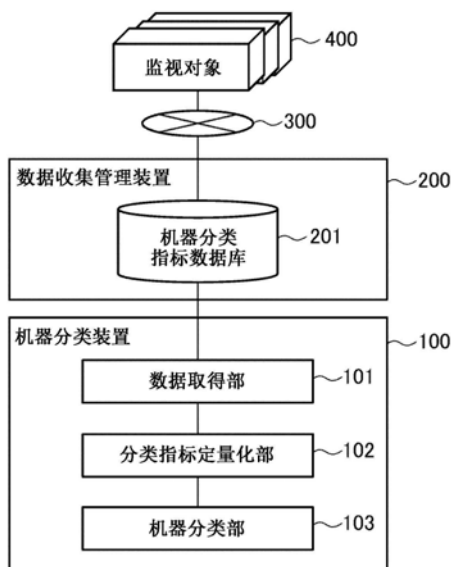 监视对象
400
300
数据收集管理装置
200
机器分类
指标数据库
201
机器分类装置
100
数据取得部
101
分类指标定量化部
102
机器分类部
103